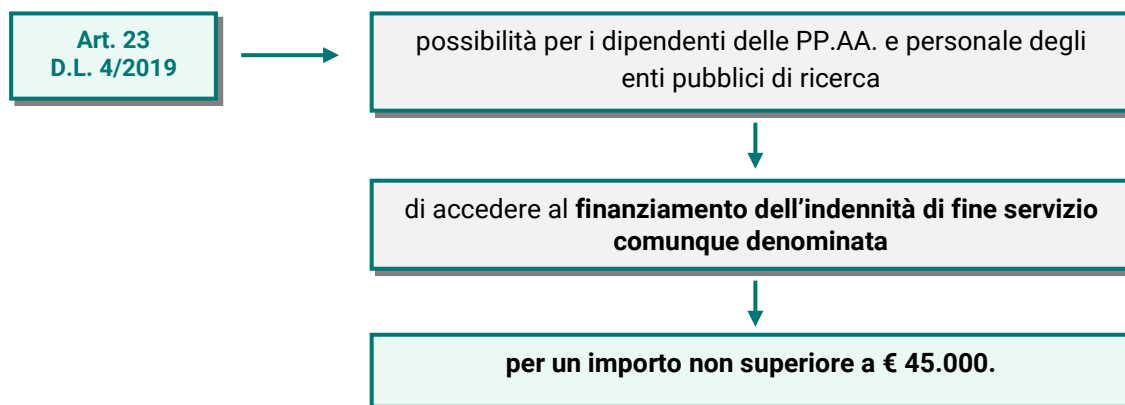 Art. 23
D.L. 4/2019
possibilità per i dipendenti delle PP.AA. e personale degli
enti pubblici di ricerca
di accedere al finanziamento dell’indennità di fine servizio
comunque denominata
per un importo non superiore a € 45.000.